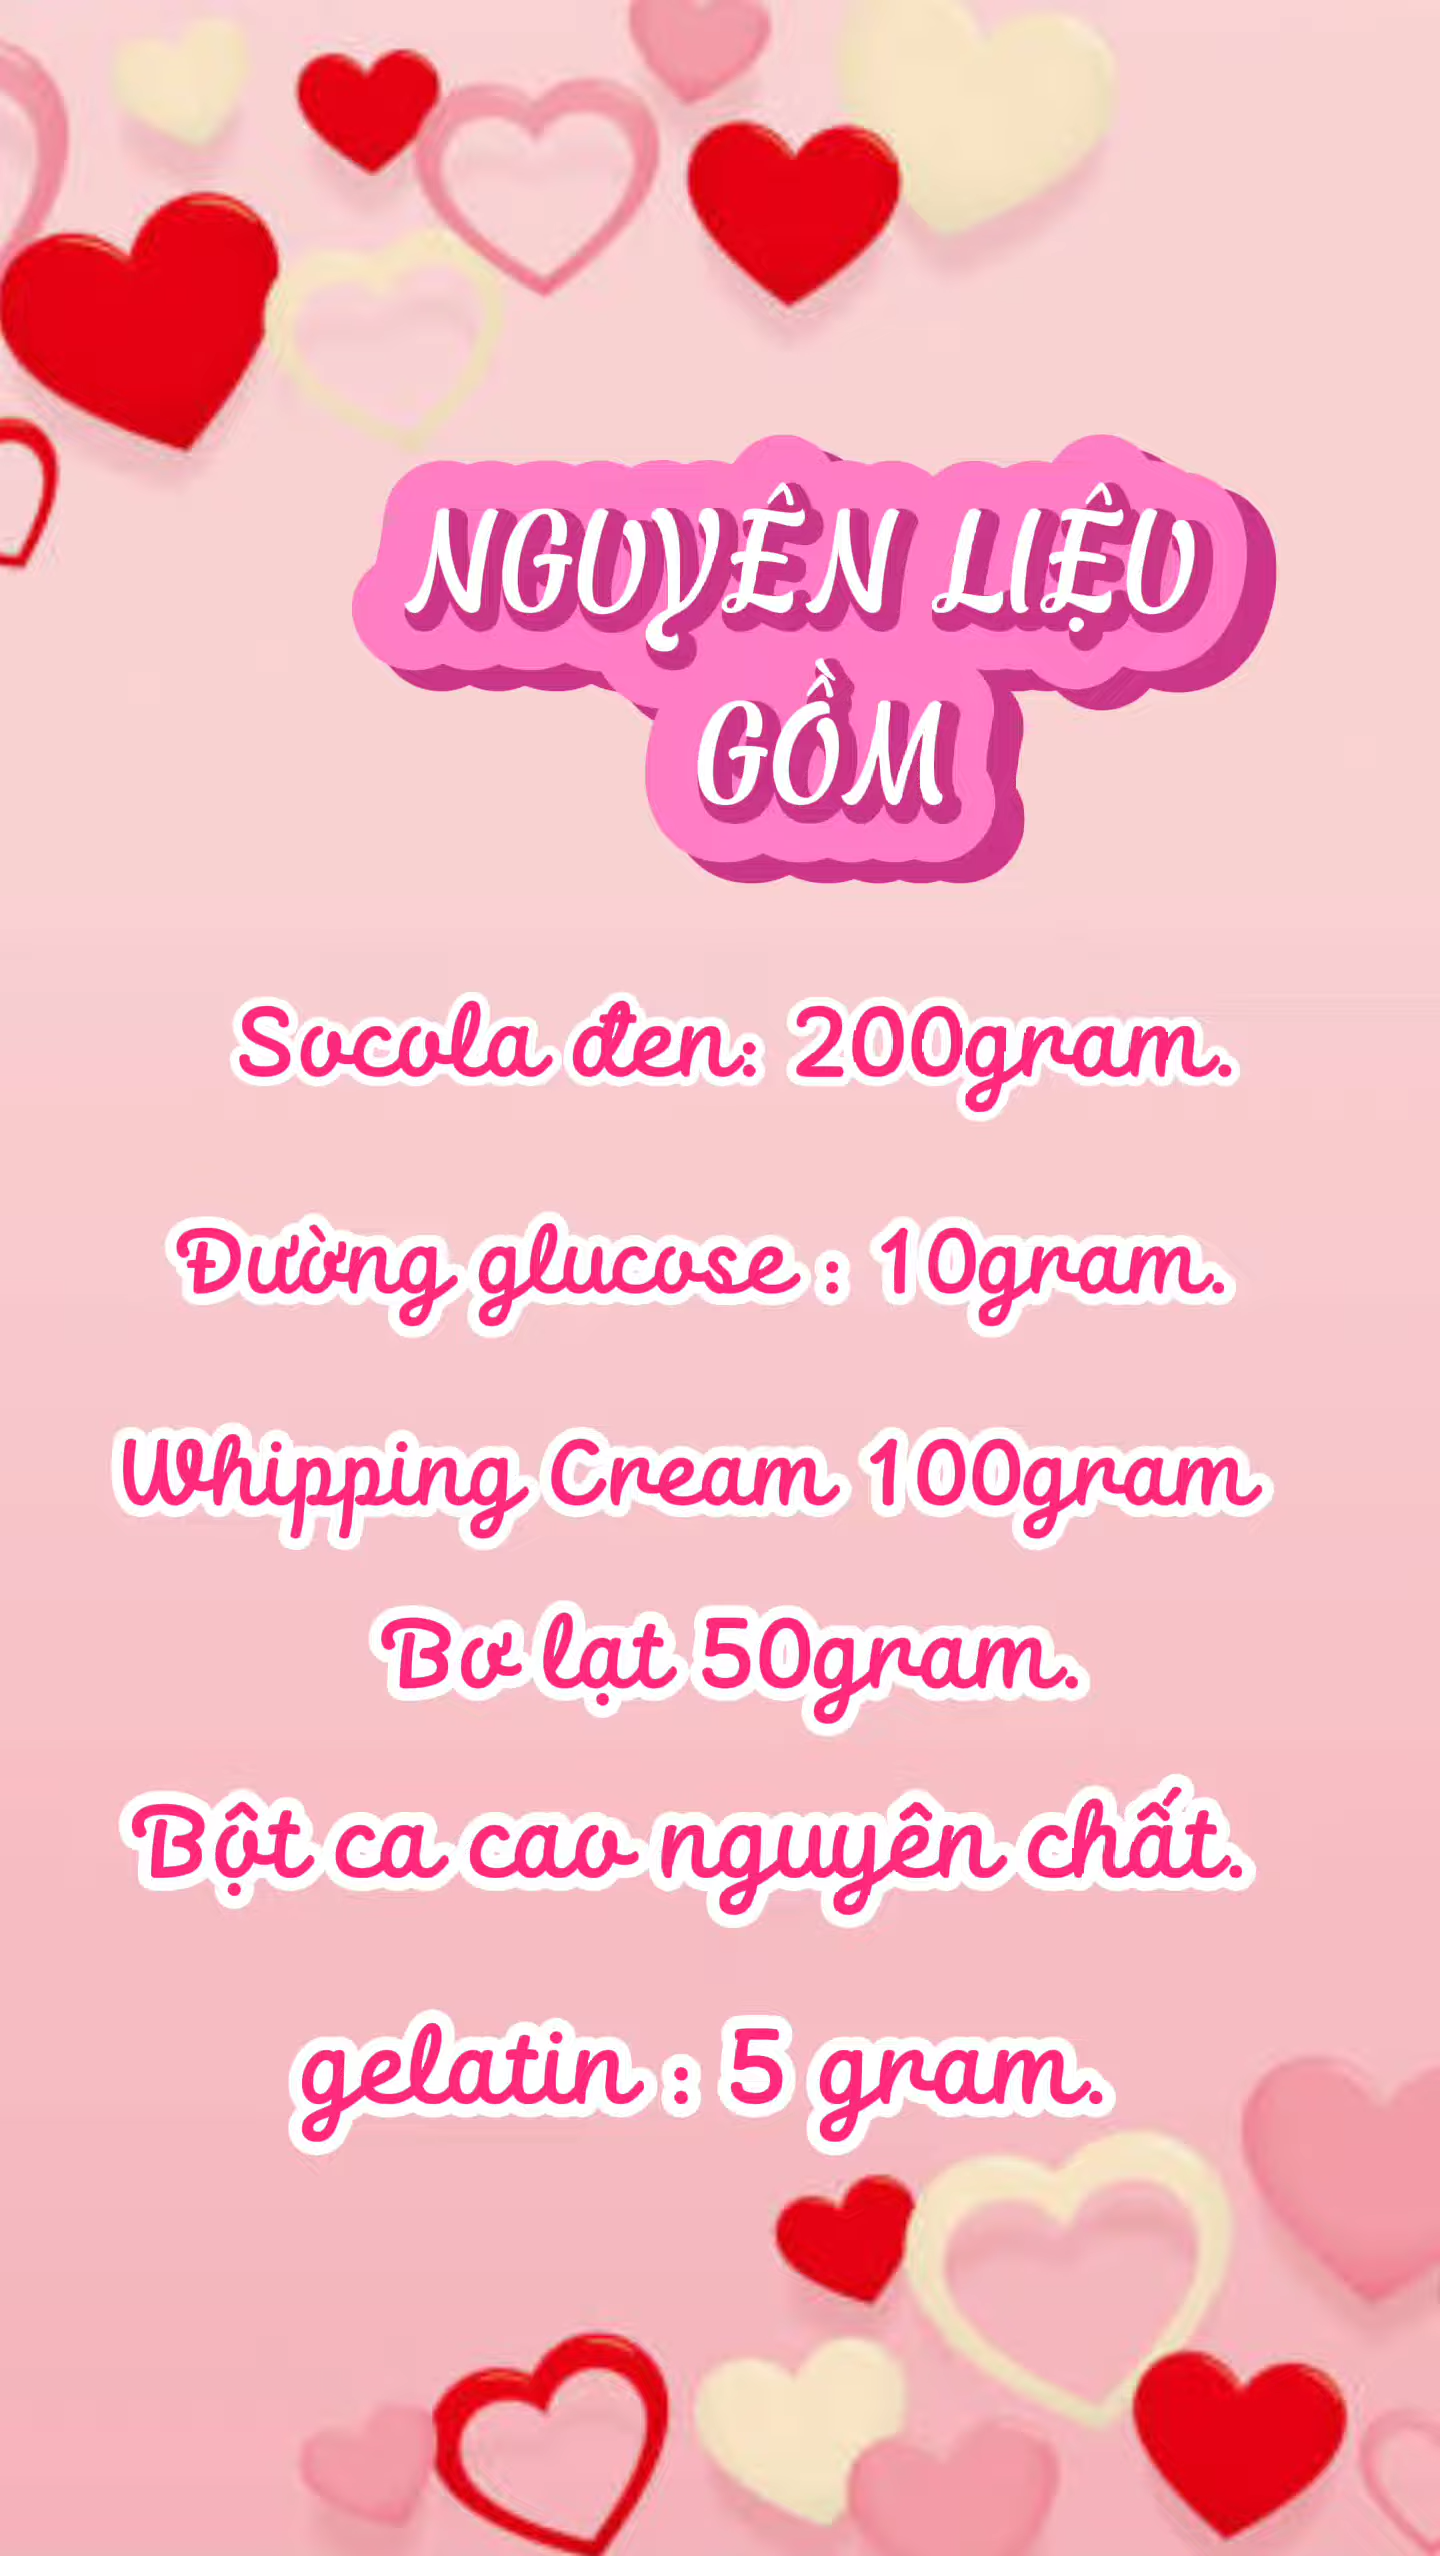 NGUYÊN LIỆU
GỒM
Socola đen: 200gram.
Đường glucose : 10gram.
Whipping Cream 100gram
Bơ lạt 50gram.
Bột ca cao nguyên chất.
gelatin : 5 gram.